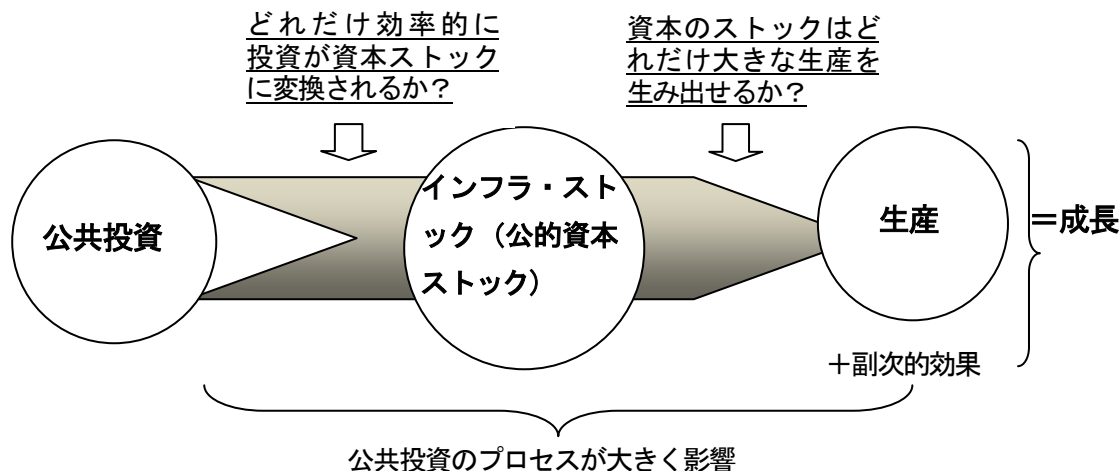 どれだけ効率的に
投資が資本ストック
に変換されるか？
資本のストックはど
れだけ大きな生産を
生み出せるか？
公共投資
インフラ・スト
ック（公的資本
ストック）
生産
＝成長
＋副次的効果
公共投資のプロセスが大きく影響